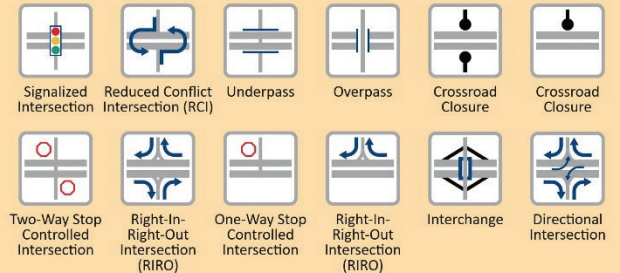 Signalized
Intersection
Reduced Conflict
Intersection (RCI)
Underpass
Overpass
Crossroad
Closure
Crossroad
Closure
Two-Way Stop
Controlled
Intersection
Right-In-
Right-Out
Intersection
(RIRO)
One-Way Stop
Controlled
Intersection
Right-In-
Right-Out
Intersection
(RIRO)
Interchange
Directional
Intersection